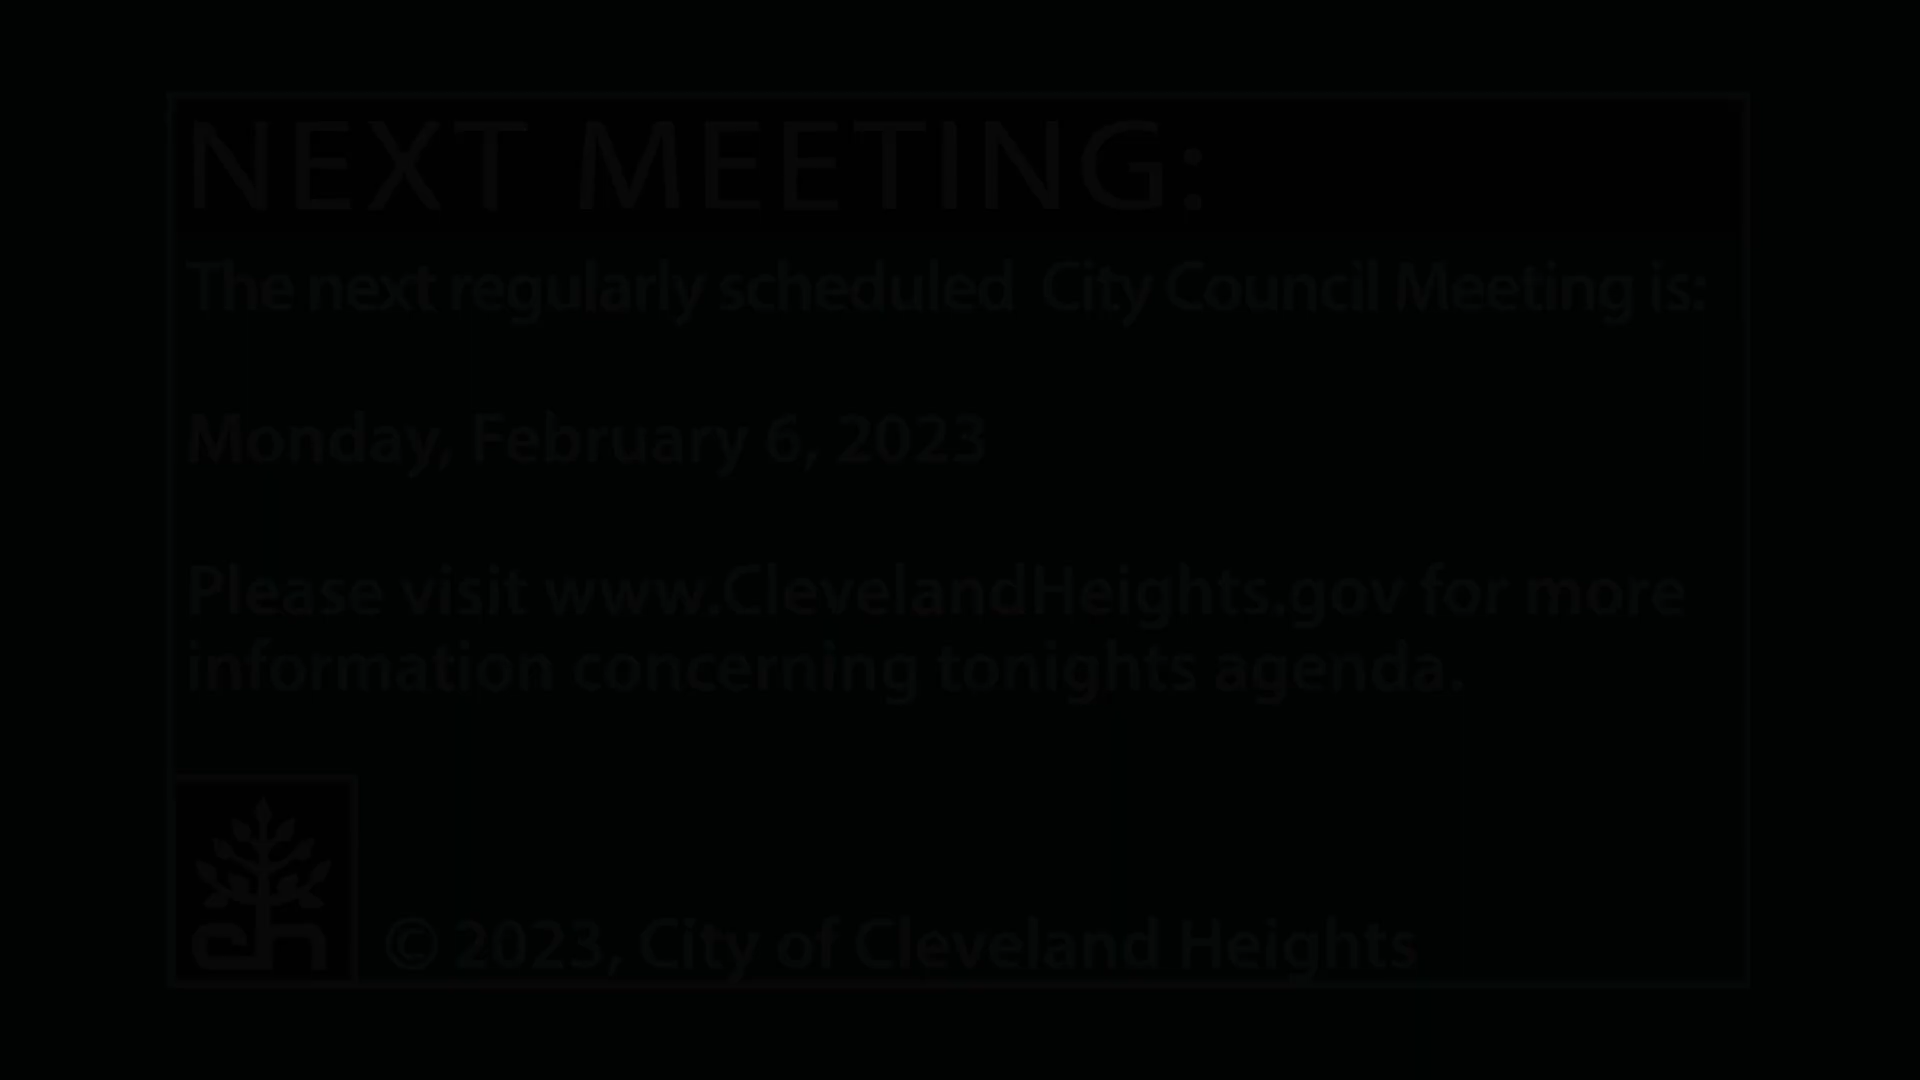 NEXT MEETING:
The next regularly scheduled City Council Meeting is:
Monday, February 6, 2023
Please visit www.ClevelandHeights.gov for more
information concerning tonights agenda.
ch
© 2023, City of Cleveland Heights